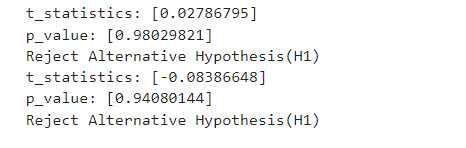 t_statistics: [0.02786795]
p_value: [0.98029821]
Reject Alternative Hypothesis(H1)
t_statistics: [-0.08386648]
p_value: [0.94080144]
Reject Alternative Hypothesis(H1)